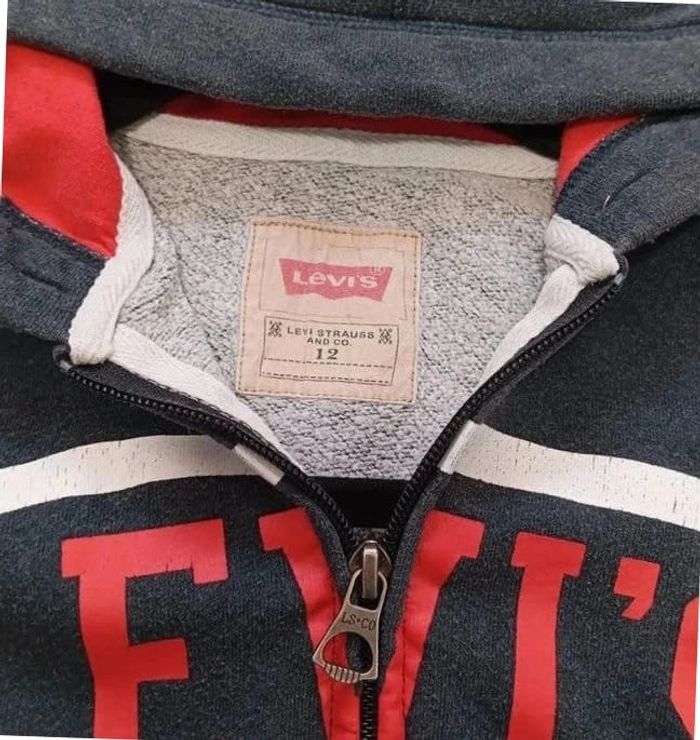 LEVI'S
LEVI STRAUSS
AND CO.
12
LS•CO
EVI'S